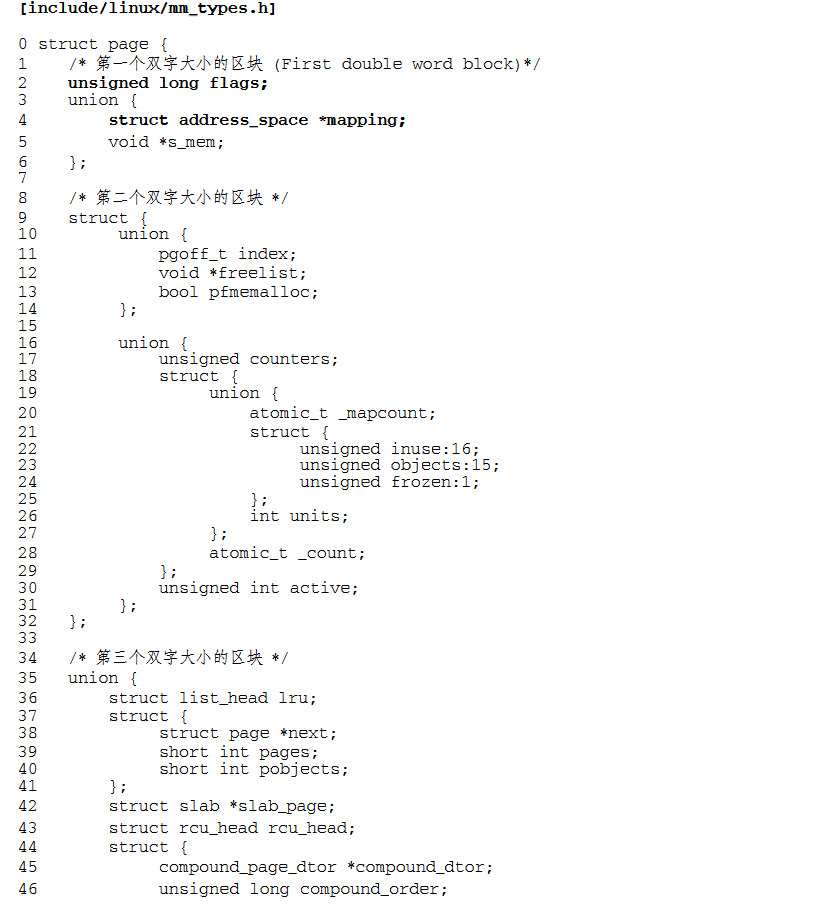 [include/linux/mm_types.h]
0 struct page {
1 /* 第一个双字大小的区块 (First double word block)*/
2 unsigned long flags;
3 union {
4 struct address_space *mapping;
5 void *s_mem;
6 };
7
8 /* 第二个双字大小的区块 */
9 struct {
10 union {
11 pgoff_t index;
12 void *freelist;
13 bool pfmemalloc;
14 };
15
16 union {
17 unsigned counters;
18 struct {
19 union {
20 atomic_t _mapcount;
21 struct {
22 unsigned inuse:16;
23 unsigned objects:15;
24 unsigned frozen:1;
25 };
26 int units;
27 };
28 atomic_t _count;
29 };
30 unsigned int active;
31 };
32 };
33
34 /* 第三个双字大小的区块 */
35 union {
36 struct list_head lru;
37 struct {
38 struct page *next;
39 short int pages;
40 short int pobjects;
41 };
42 struct slab *slab_page;
43 struct rcu_head rcu_head;
44 struct {
45 compound_page_dtor *compound_dtor;
46 unsigned long compound_order;